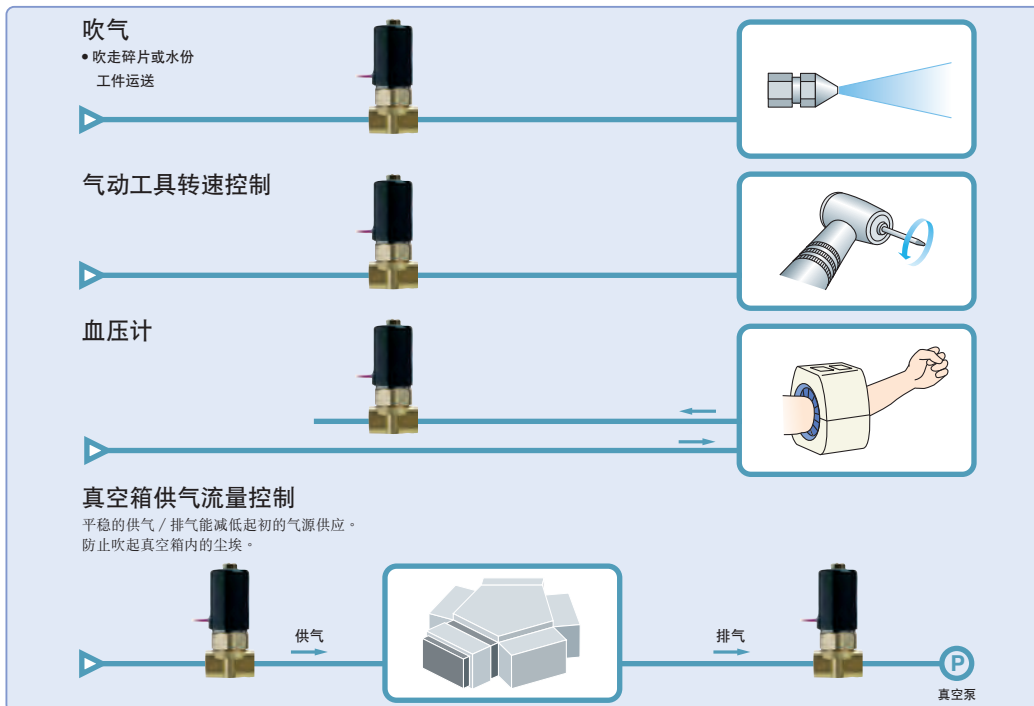 吹气
• 吹走碎片或水份
工件运送
气动工具转速控制
血压计
真空箱供气流量控制
平稳的供气 / 排气能减低起初的气源供应。
防止吹起真空箱内的尘埃。
供气
排气
P
真空泵